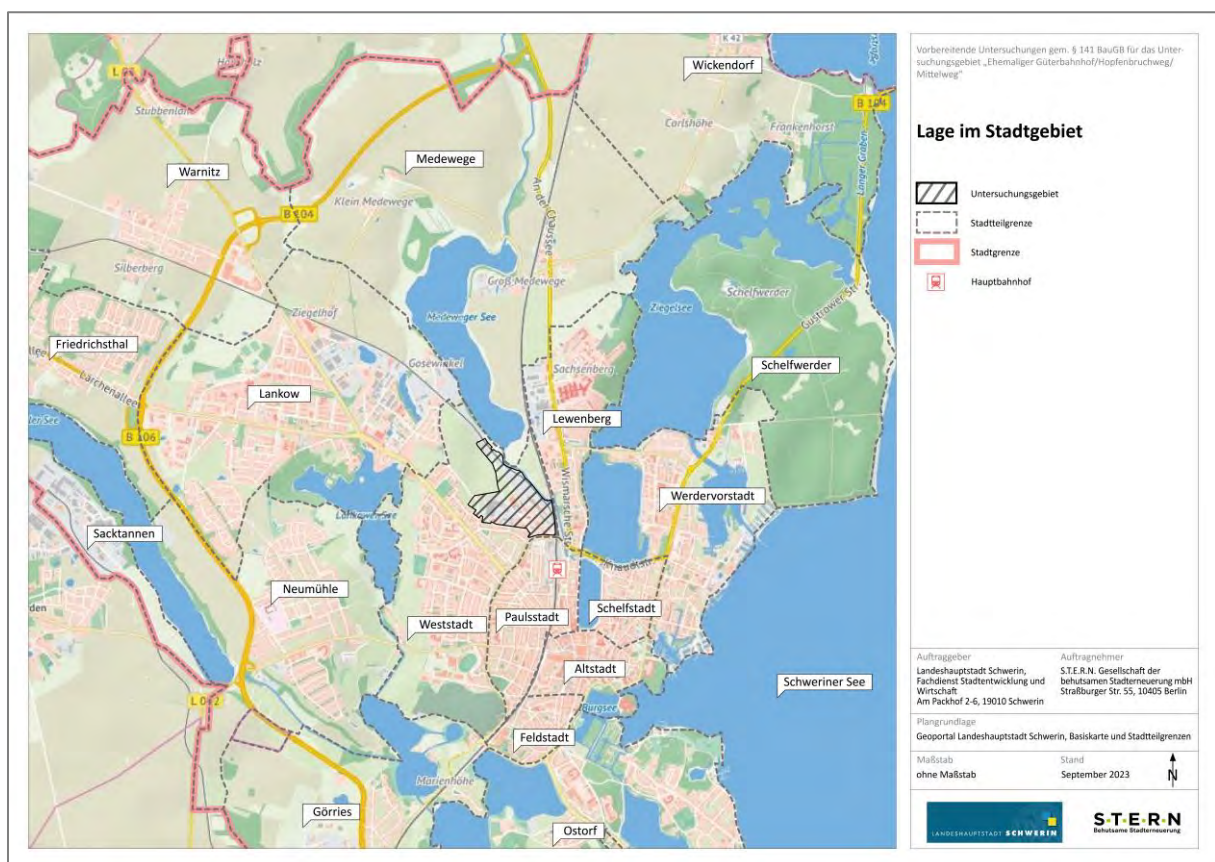 K 42
Wickendorf
B 104
L 03
Stubbenland
Carlshöhe
Frankenhorst
Medewege
Warnitz
Langer Graben
Klein Medewege
B 104
An der Chaussee
Silberberg
Groß-Medewege
Schelfwerder
Ziegelsee
Ziegelhof
Medeweger See
Güstrower Str.
Friedrichsthal
Gosewinkel
Lärchenallee
Sachsenberg
Schelfwerder
Lankow
Lewenberg
B 106
Wismarsche Str.
Werdervorstadt
Lankower See
Sacktannen
Knaudtstr.
Neumühle
Schelfstadt
Paulsstadt
Weststadt
Altstadt
Schweriner See
L 042
Burgsee
Feldstadt
Marienhöhe
Görries
Ostorf
Vorbereitende Untersuchungen gem. § 141 BauGB für das Unter-
suchungsgebiet „Ehemaliger Güterbahnhof/Hopfenbruchweg/
Mittelweg"
Lage im Stadtgebiet
Untersuchungsgebiet
Stadtteilgrenze
Stadtgrenze
Hauptbahnhof
Auftraggeber
Landeshauptstadt Schwerin,
Fachdienst Stadtentwicklung und
Wirtschaft
Am Packhof 2-6, 19010 Schwerin
Auftragnehmer
S.T.E.R.N. Gesellschaft der
behutsamen Stadterneuerung mbH
Straßburger Str. 55, 10405 Berlin
Plangrundlage
Geoportal Landeshauptstadt Schwerin, Basiskarte und Stadtteilgrenzen
Maßstab
ohne Maßstab
Stand
September 2023
N
LANDESHAUPTSTADT SCHWERIN
S·T·E·R·N
Behutsame Stadterneuerung